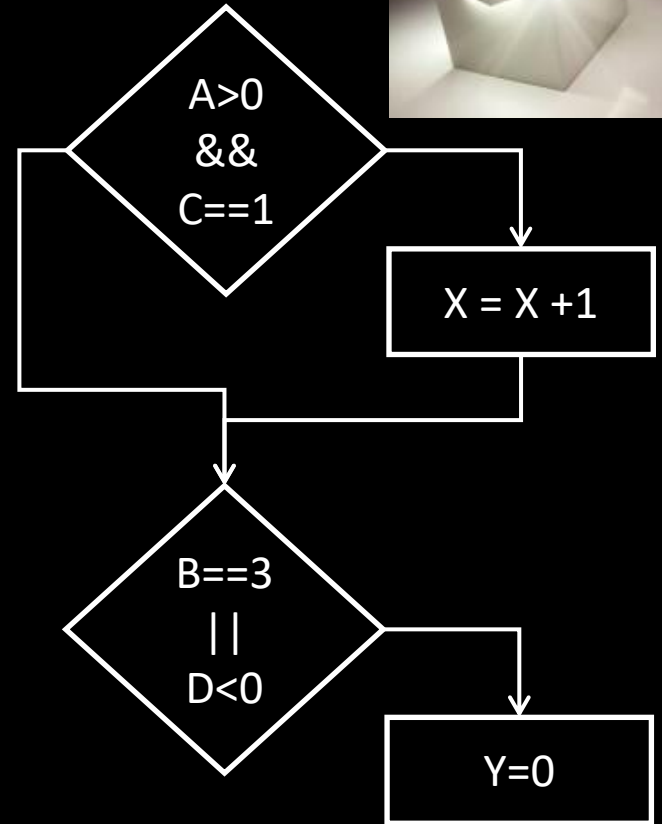 A>0
&&
C==1
X = X +1
B==3
||
D<0
Y=0